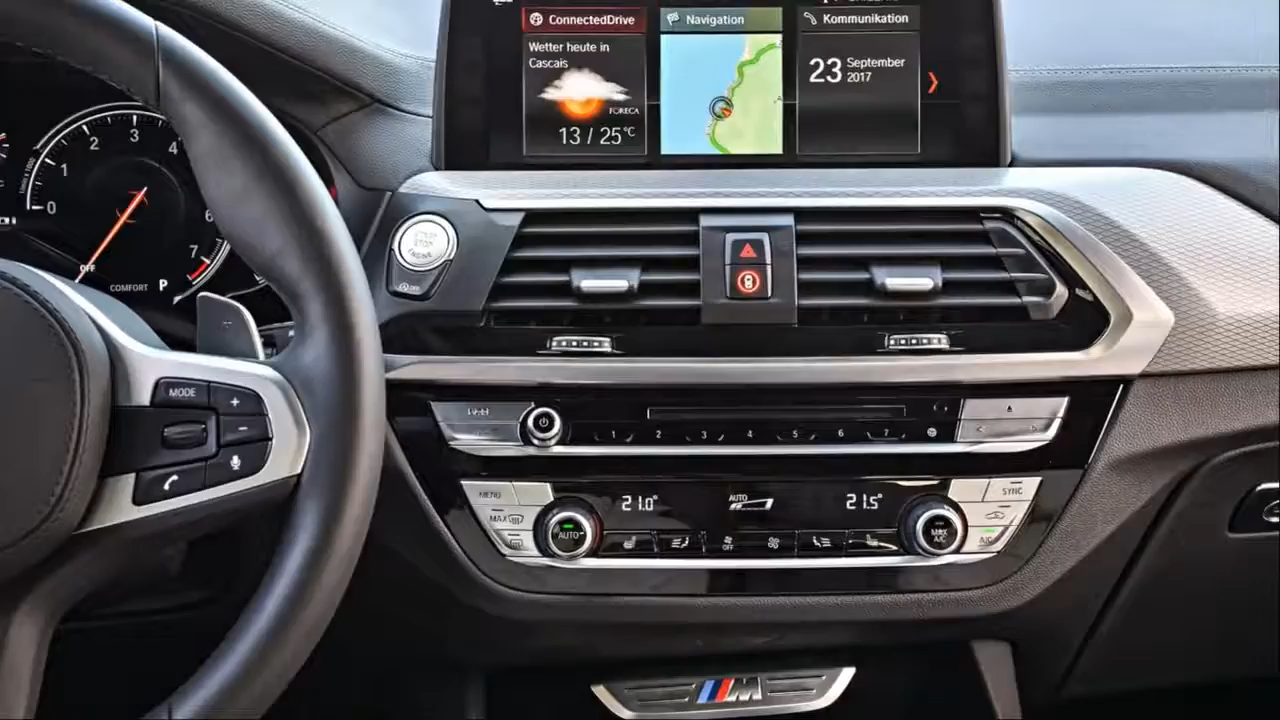 ConnectedDrive
Navigation
Kommunikation
Wetter heute in
Cascais
FORECA
13 / 25°C
23 September
2017
0 1 2 3 4 6 7
OFF
COMFORT P
START
STOP
ENGINE
OFF
MODE
+
−
1 2 3 4 5 6 7
MENU
21.0°
AUTO
21.5°
SYNC
MAX
AUTO
OFF
MAX
A/C
A/C
M